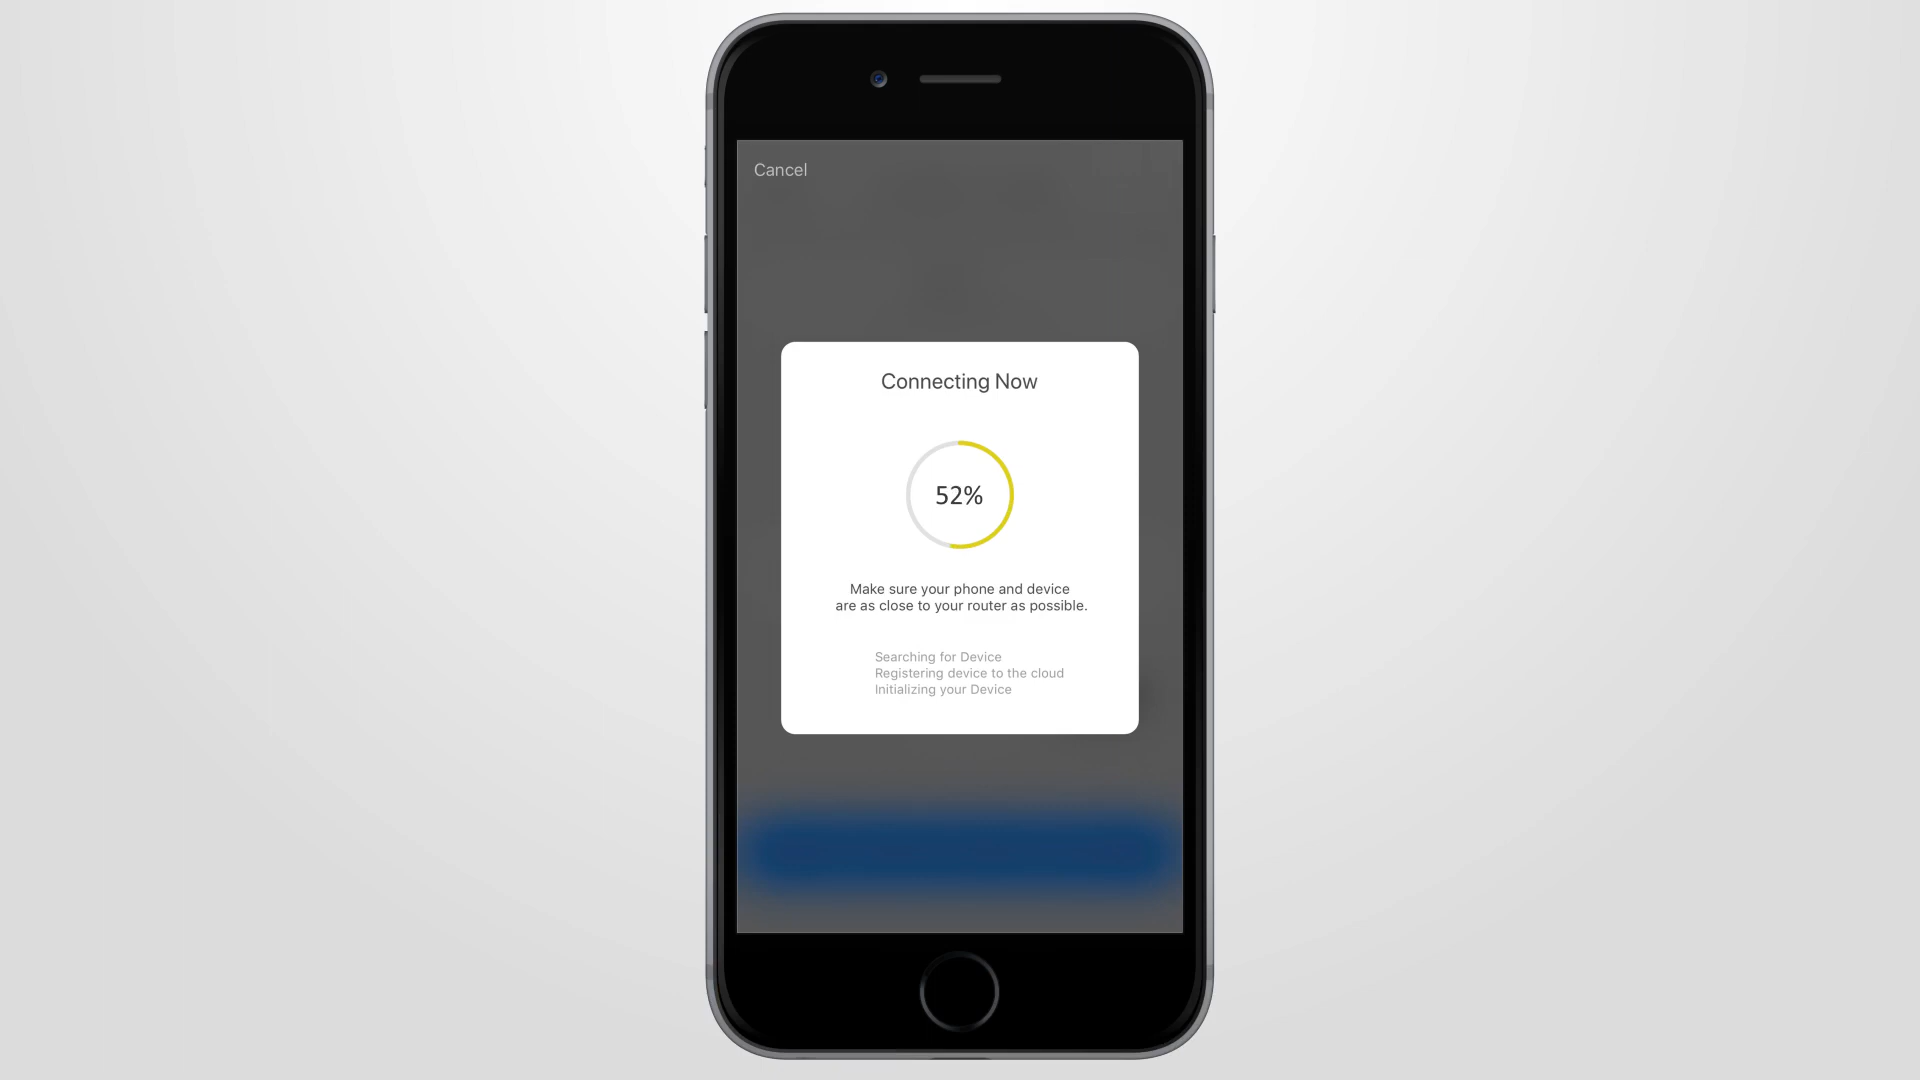 Cancel
Connecting Now
52%
Make sure your phone and device
are as close to your router as possible.
Searching for Device
Registering device to the cloud
Initializing your Device